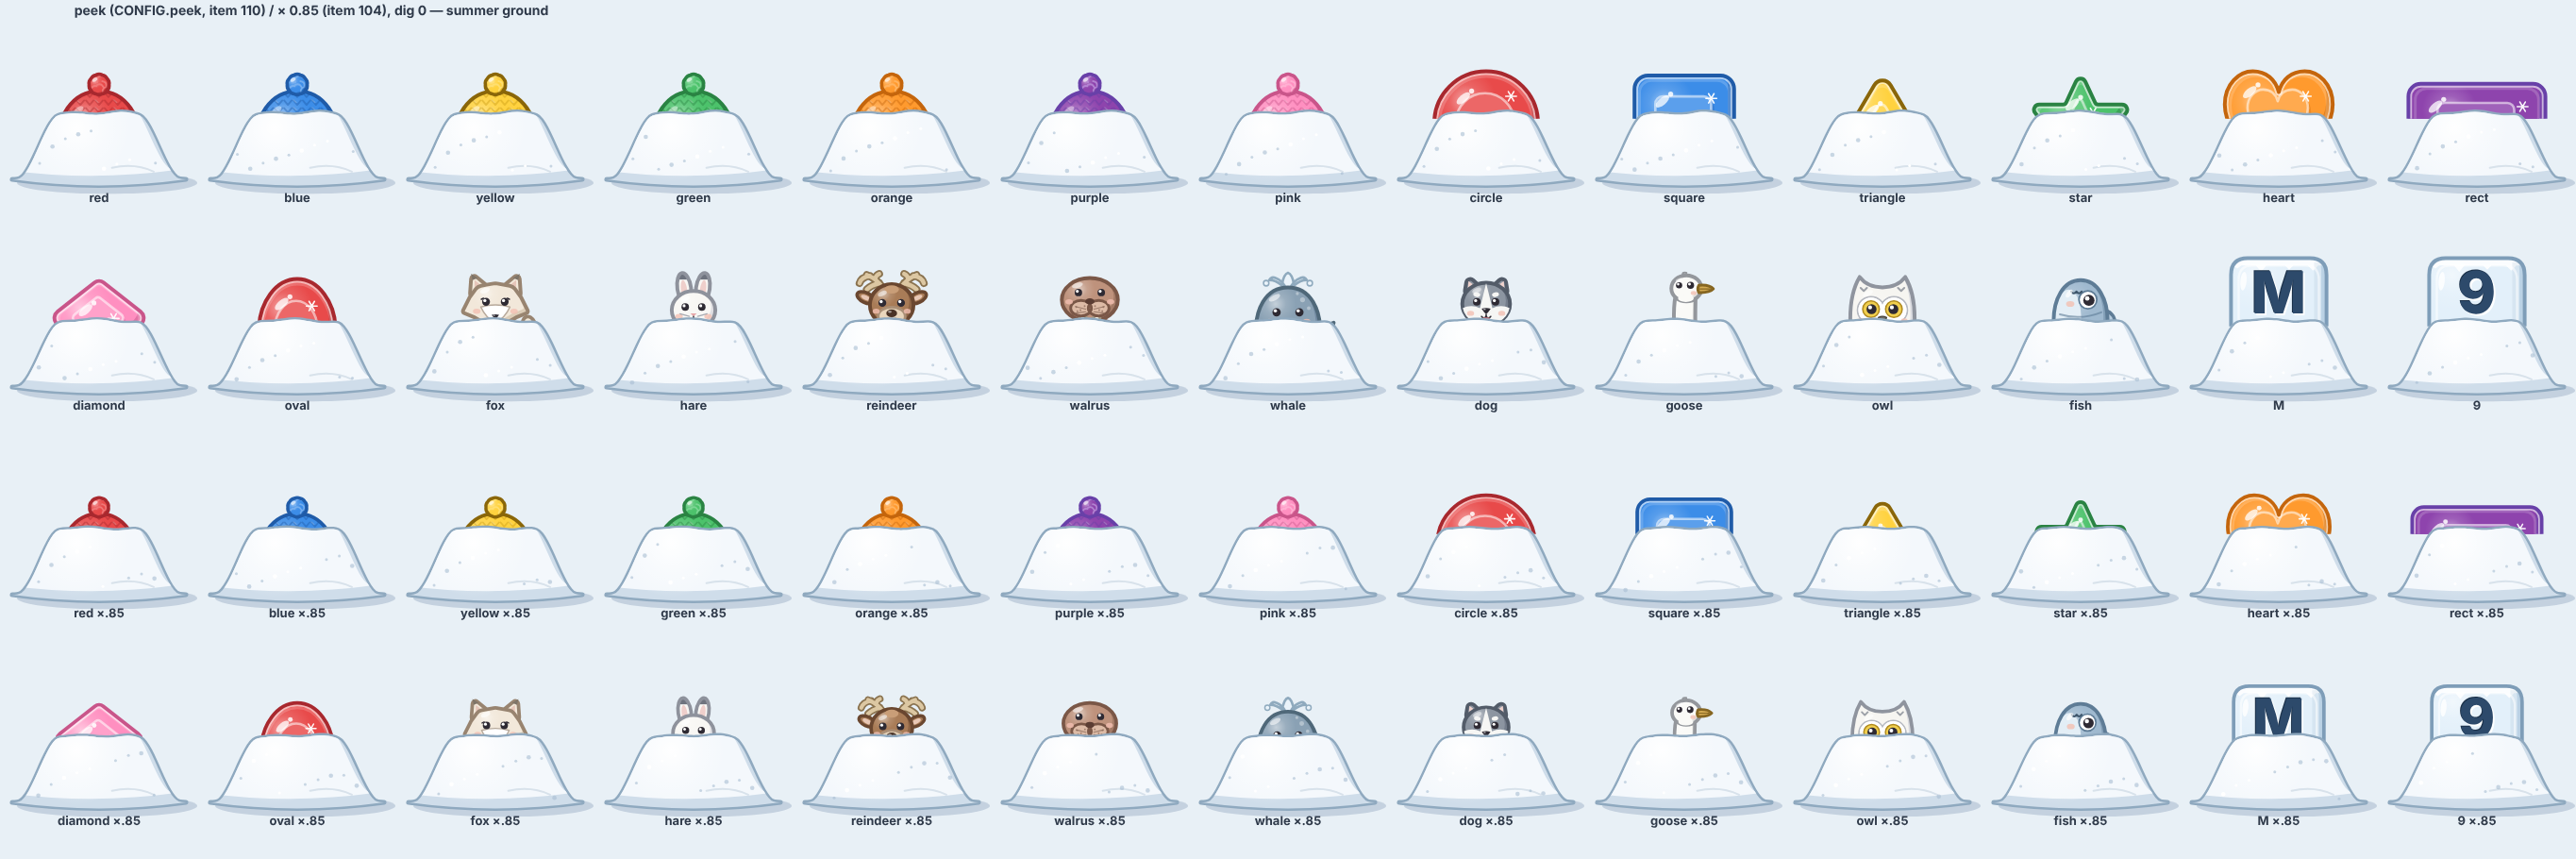 peek (CONFIG.peek, item 110) / × 0.85 (item 104), dig 0 — summer ground
red blue yellow green orange purple pink circle square triangle star heart rect
M 9
diamond oval fox hare reindeer walrus whale dog goose owl fish M 9
red ×.85 blue ×.85 yellow ×.85 green ×.85 orange ×.85 purple ×.85 pink ×.85 circle ×.85 square ×.85 triangle ×.85 star ×.85 heart ×.85 rect ×.85
M 9
diamond ×.85 oval ×.85 fox ×.85 hare ×.85 reindeer ×.85 walrus ×.85 whale ×.85 dog ×.85 goose ×.85 owl ×.85 fish ×.85 M ×.85 9 ×.85